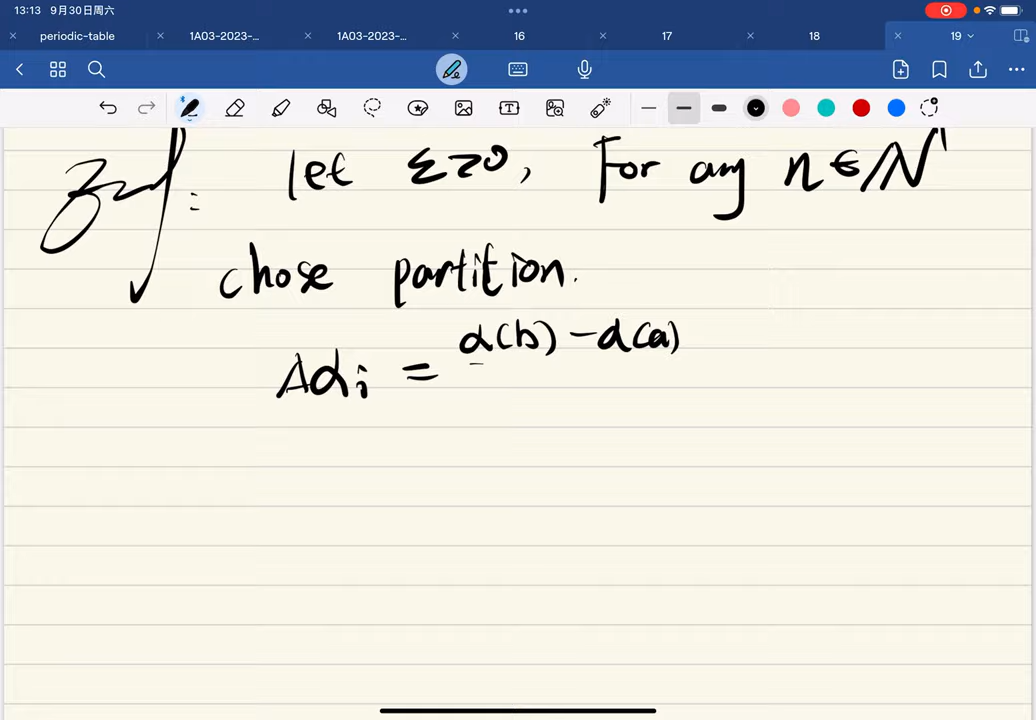 13:13 9月30日周六
periodic-table 1A03-2023-... 1A03-2023-... 16 17 18 19
let ε>0, For any n∈ℕ
chose partition.
Δαi = α(b) - α(a)